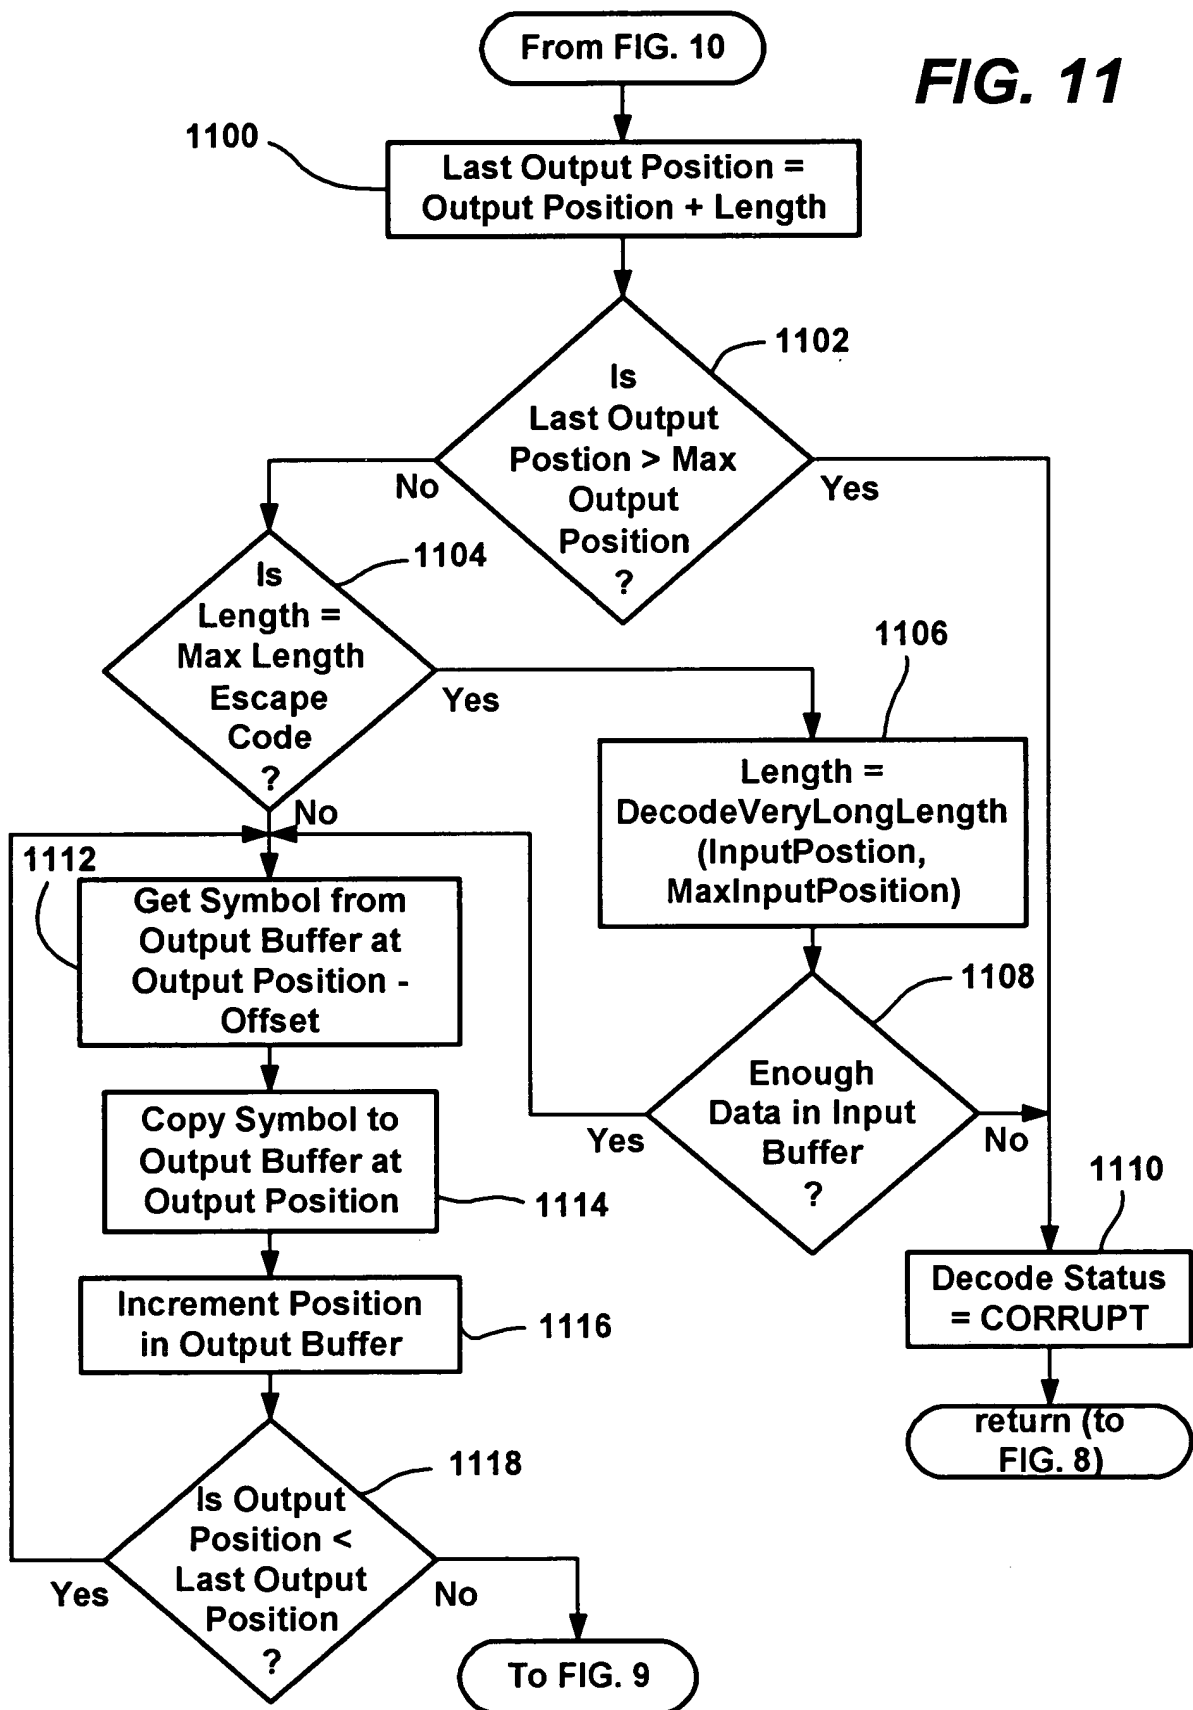 From FIG. 10
FIG. 11
1100
Last Output Position =
Output Position + Length
1102
Is
Last Output
Postion > Max
Output
Position
?
No
Yes
1104
Is
Length =
Max Length
Escape
Code
?
Yes
No
1106
Length =
DecodeVeryLongLength
(InputPostion,
MaxInputPosition)
1108
Enough
Data in Input
Buffer
?
Yes
No
1110
Decode Status
= CORRUPT
return (to
FIG. 8)
1112
Get Symbol from
Output Buffer at
Output Position -
Offset
Copy Symbol to
Output Buffer at
Output Position
1114
Increment Position
in Output Buffer
1116
1118
Is Output
Position <
Last Output
Position
?
Yes
No
To FIG. 9